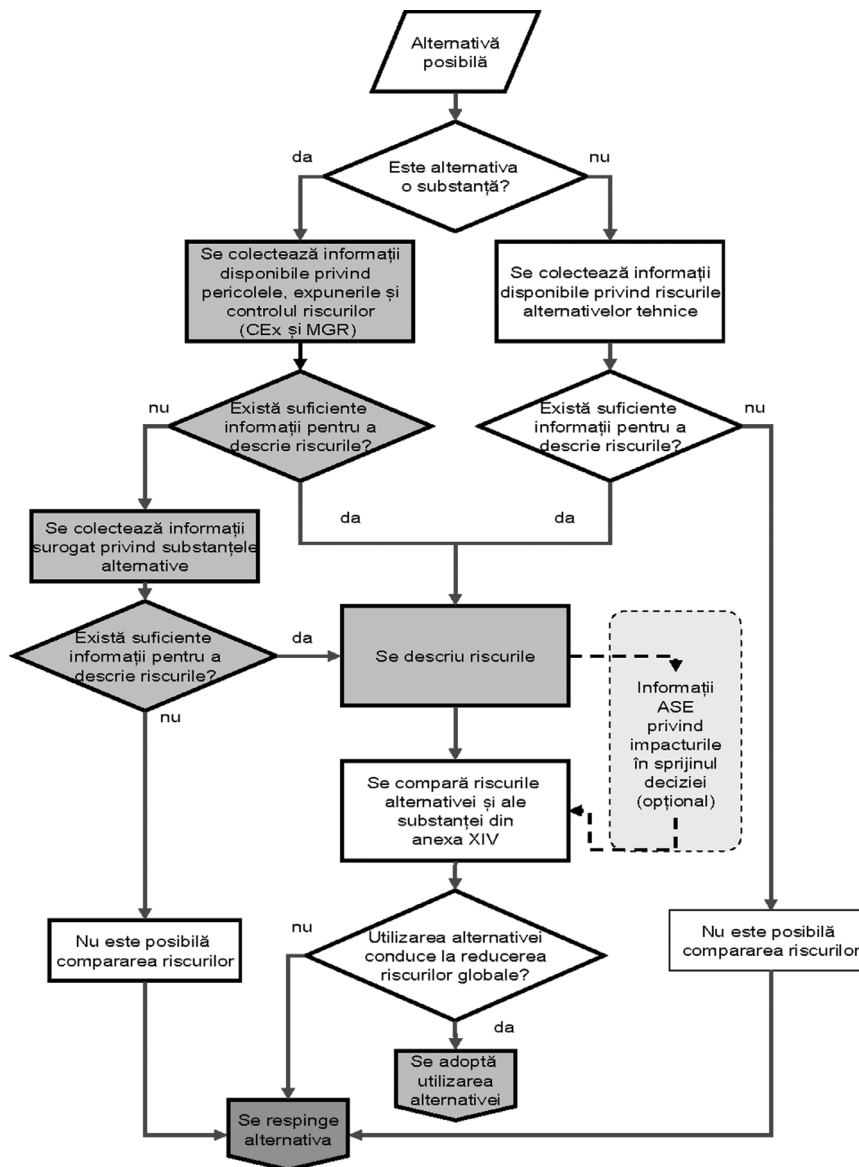 Alternativă
posibilă
da
nu
Este alternativa
o substanță?
Se colectează informații
disponibile privind
pericolele, expunerile și
controlul riscurilor
(CEx și MGR)
Se colectează informații
disponibile privind riscurile
alternativelor tehnice
nu
Există suficiente
informații pentru a
descrie riscurile?
Există suficiente
informații pentru a
descrie riscurile?
nu
da
da
Se colectează informații
surogat privind substanțele
alternative
Există suficiente
informații pentru a
descrie riscurile?
da
Se descriu riscurile
nu
Informații
ASE
privind
impacturile
în sprijinul
deciziei
(opțional)
Se compară riscurile
alternativei și ale
substanței din
anexa XIV
Nu este posibilă
compararea riscurilor
nu
Utilizarea alternativei
conduce la reducerea
riscurilor globale?
Nu este posibilă
compararea riscurilor
da
Se adoptă
utilizarea
alternativei
Se respinge
alternativa